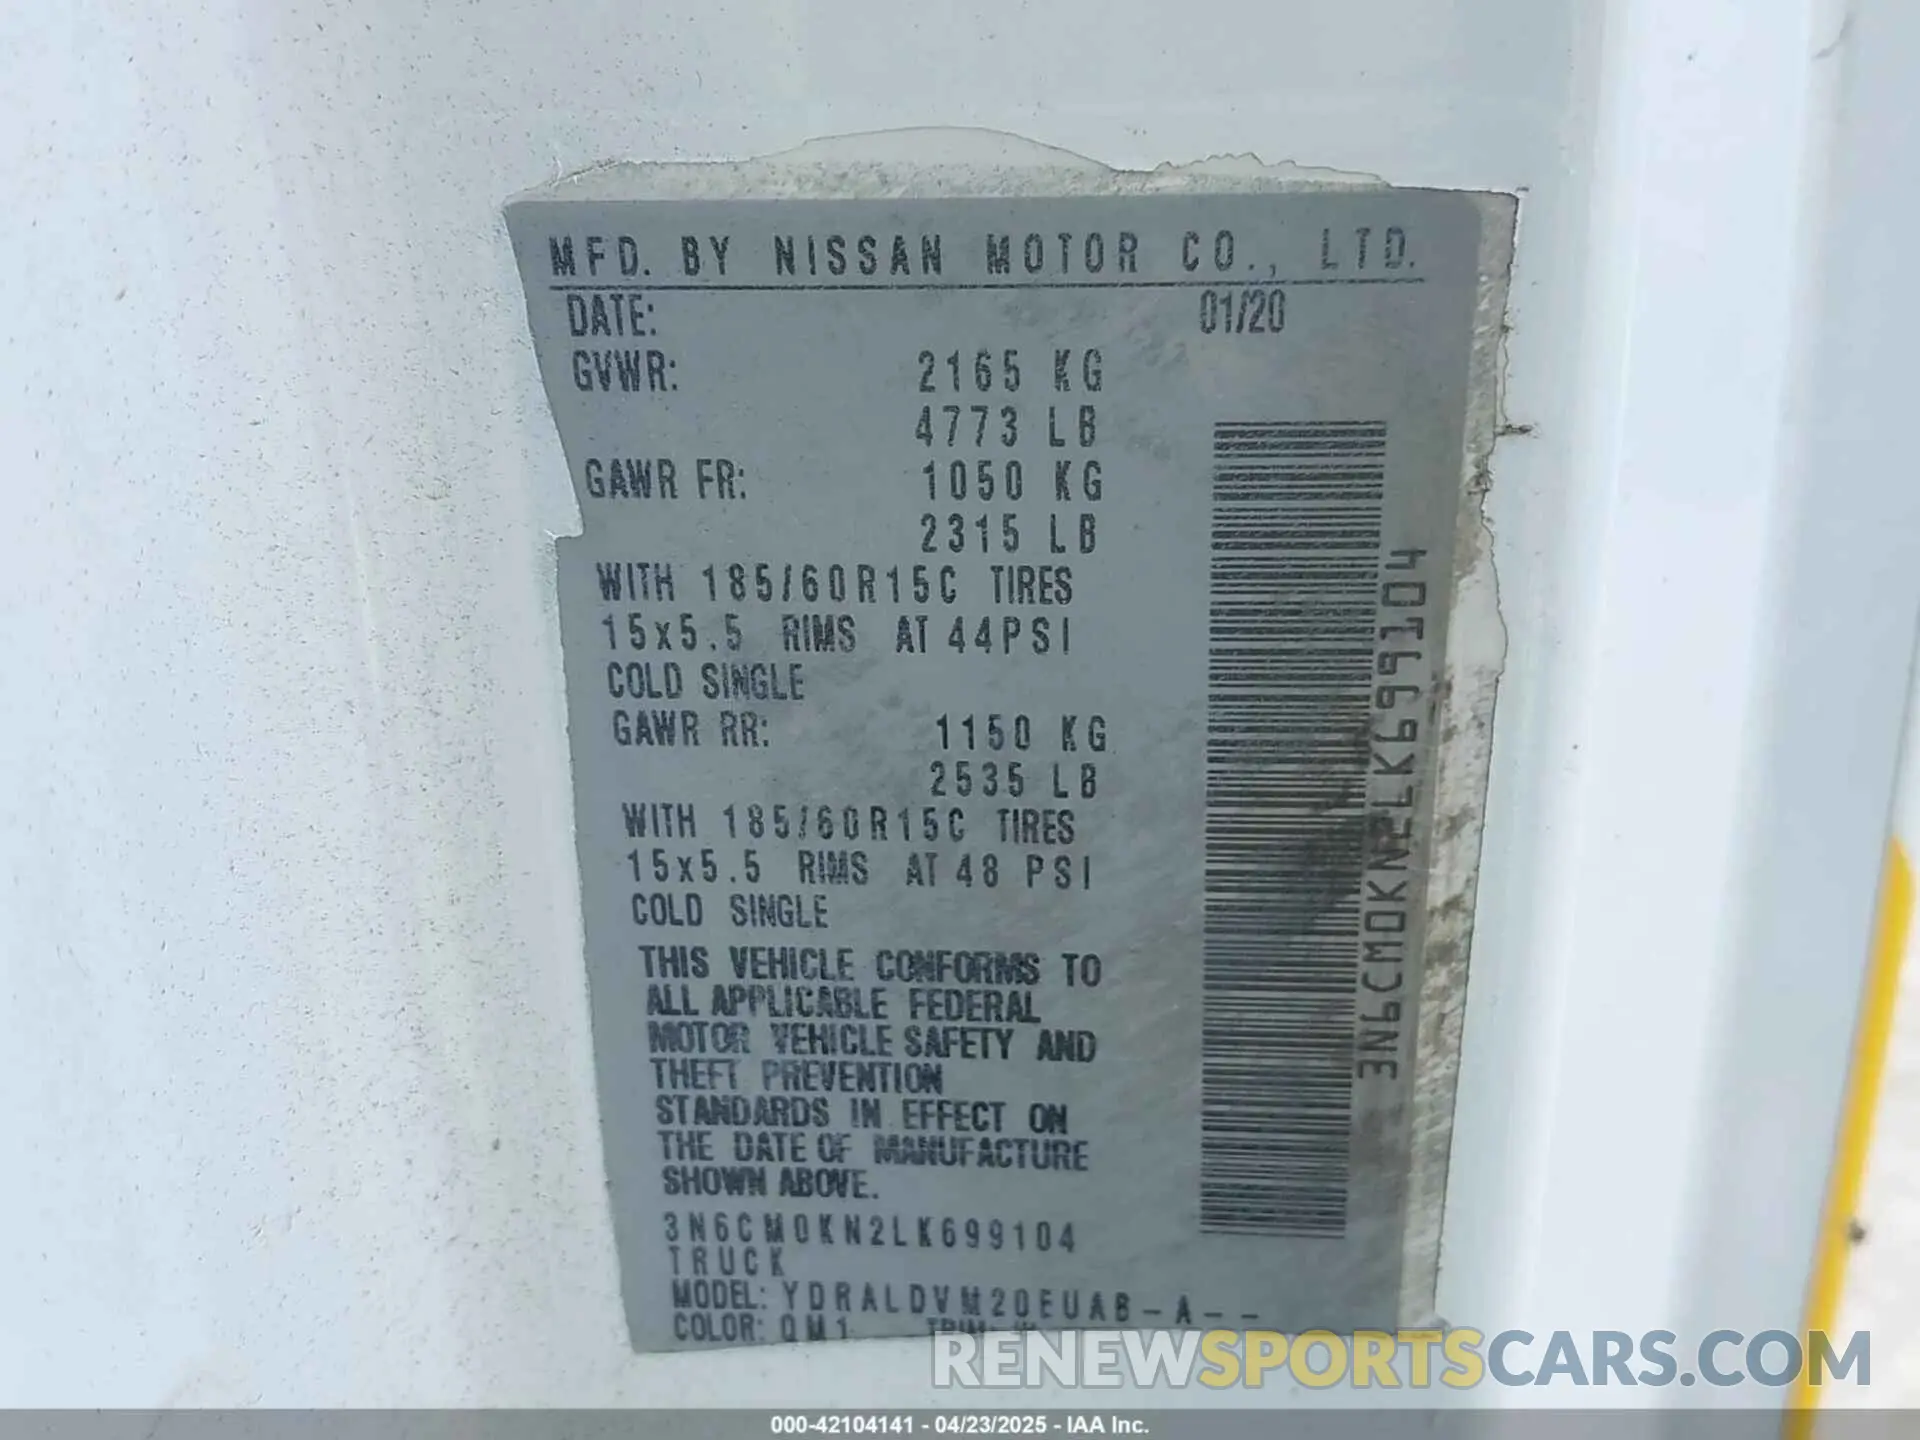 MFD. BY NISSAN MOTOR CO., LTD.
DATE: 01/20
GVWR: 2165 KG
4773 LB
GAWR FR: 1050 KG
2315 LB
WITH 185/60R15C TIRES
15x5.5 RIMS AT 44PSI
COLD SINGLE
GAWR RR: 1150 KG
2535 LB
WITH 185/60R15C TIRES
15x5.5 RIMS AT 48 PSI
COLD SINGLE
THIS VEHICLE CONFORMS TO
ALL APPLICABLE FEDERAL
MOTOR VEHICLE SAFETY AND
THEFT PREVENTION
STANDARDS IN EFFECT ON
THE DATE OF MANUFACTURE
SHOWN ABOVE.
3N6CM0KN2LK699104
TRUCK
MODEL: YDRALDVM20EUAB-A--
COLOR: QM1 TRIM:
3N6CM0KN2LK699104
RENEWSPORTSCARS.COM
000-42104141 - 04/23/2025 - IAA Inc.